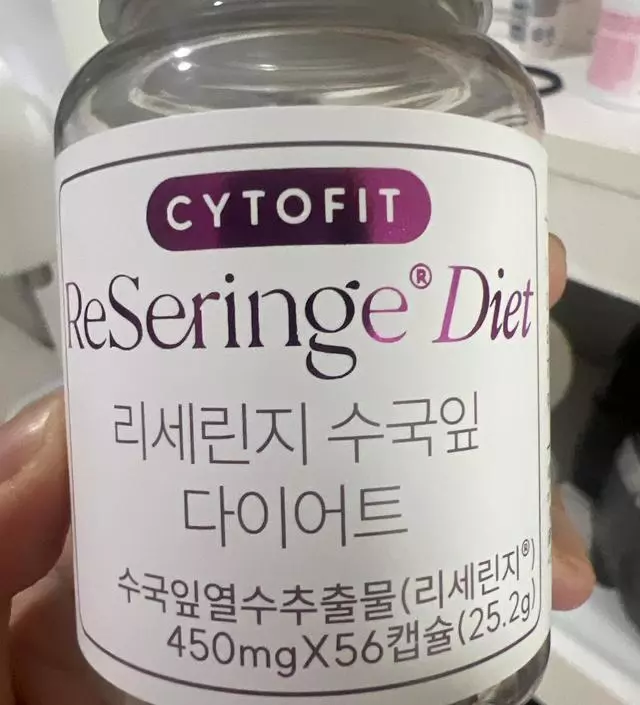 CYTOFIT
ReSeringe® Diet
리세린지 수국잎
다이어트
수국잎열수추출물(리세린지®)
450mgX56캡슐(25.2g)